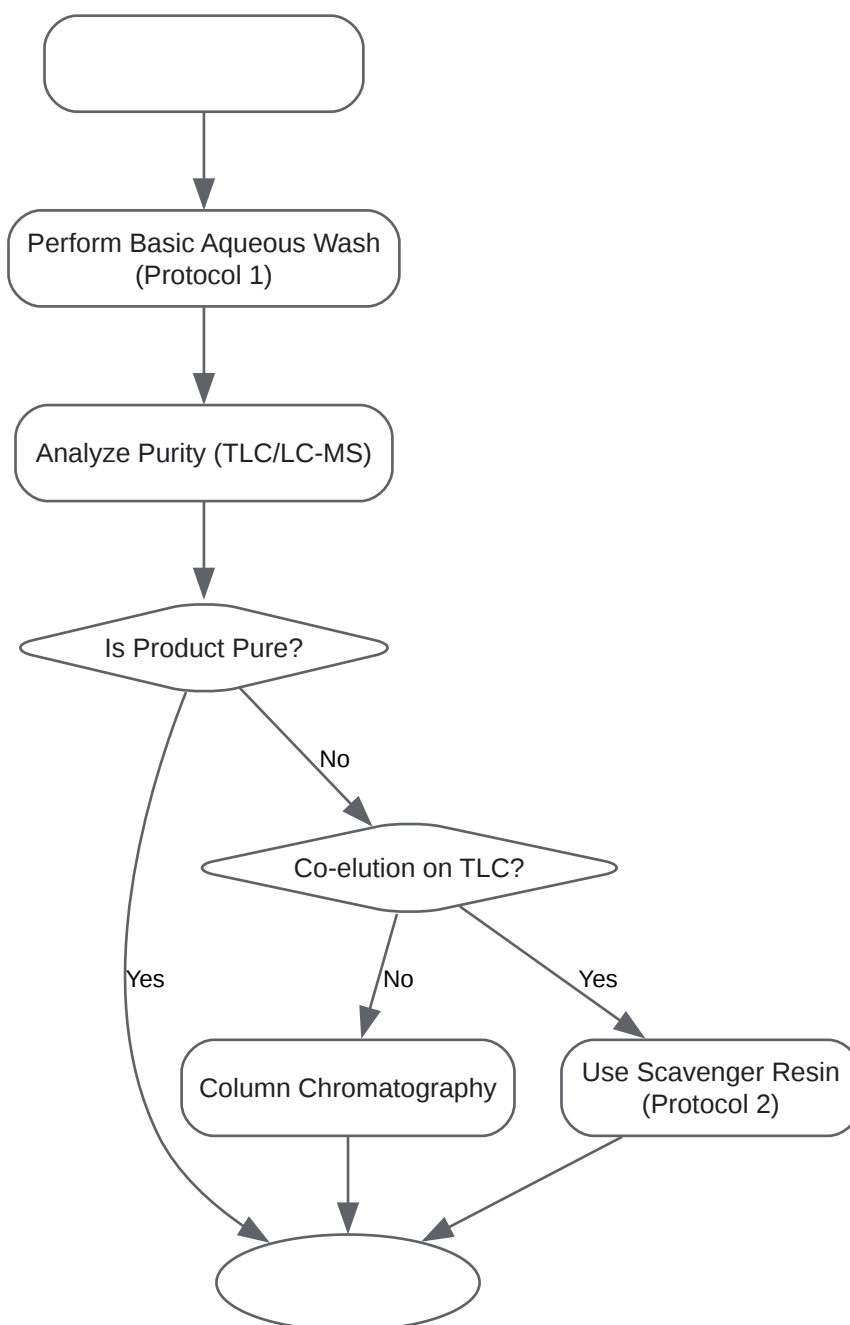 Perform Basic Aqueous Wash
(Protocol 1)
Analyze Purity (TLC/LC-MS)
Is Product Pure?
No
Co-elution on TLC?
Yes
No
Yes
Column Chromatography
Use Scavenger Resin
(Protocol 2)